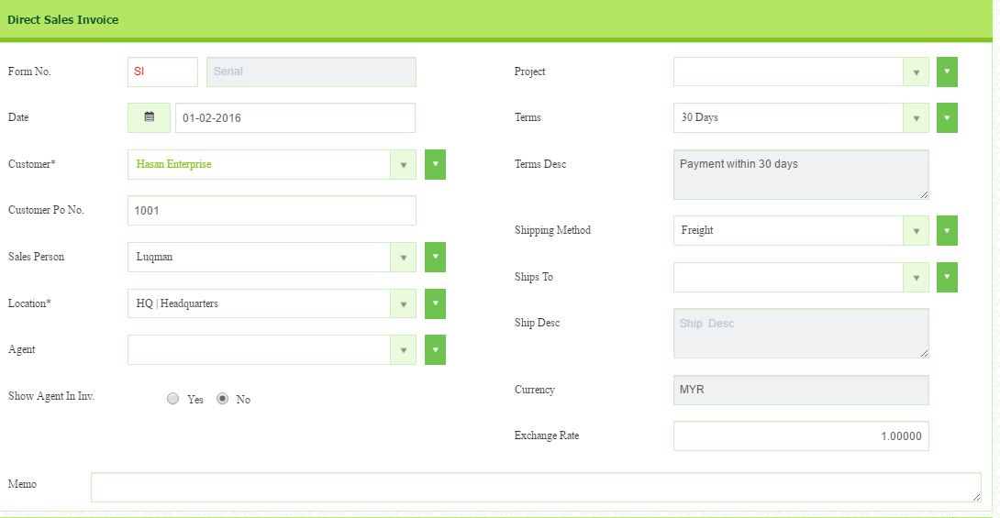 Direct Sales Invoice
Form No. SI Serial
Project
Date 01-02-2016
Terms 30 Days
Customer* Hasan Enterprise
Terms Desc Payment within 30 days
Customer Po No. 1001
Shipping Method Freight
Sales Person Luqman
Ships To
Location* HQ | Headquarters
Ship Desc Ship Desc
Agent
Currency MYR
Show Agent In Inv. Yes No
Exchange Rate 1.00000
Memo